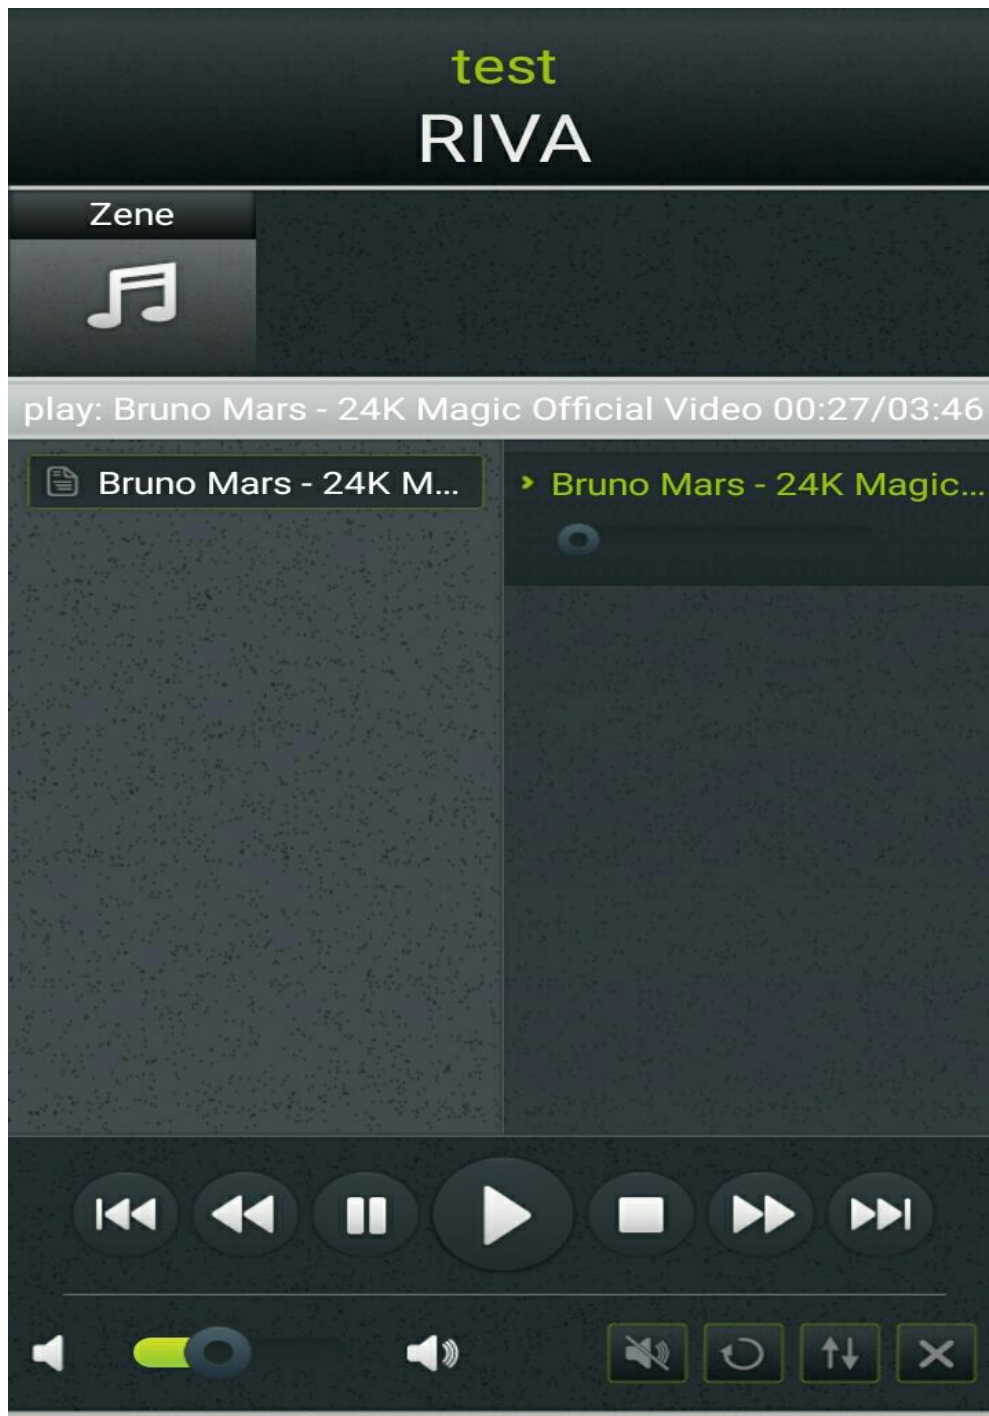 test
RIVA
Zene
play: Bruno Mars - 24K Magic Official Video 00:27/03:46
Bruno Mars - 24K M...
Bruno Mars - 24K Magic...